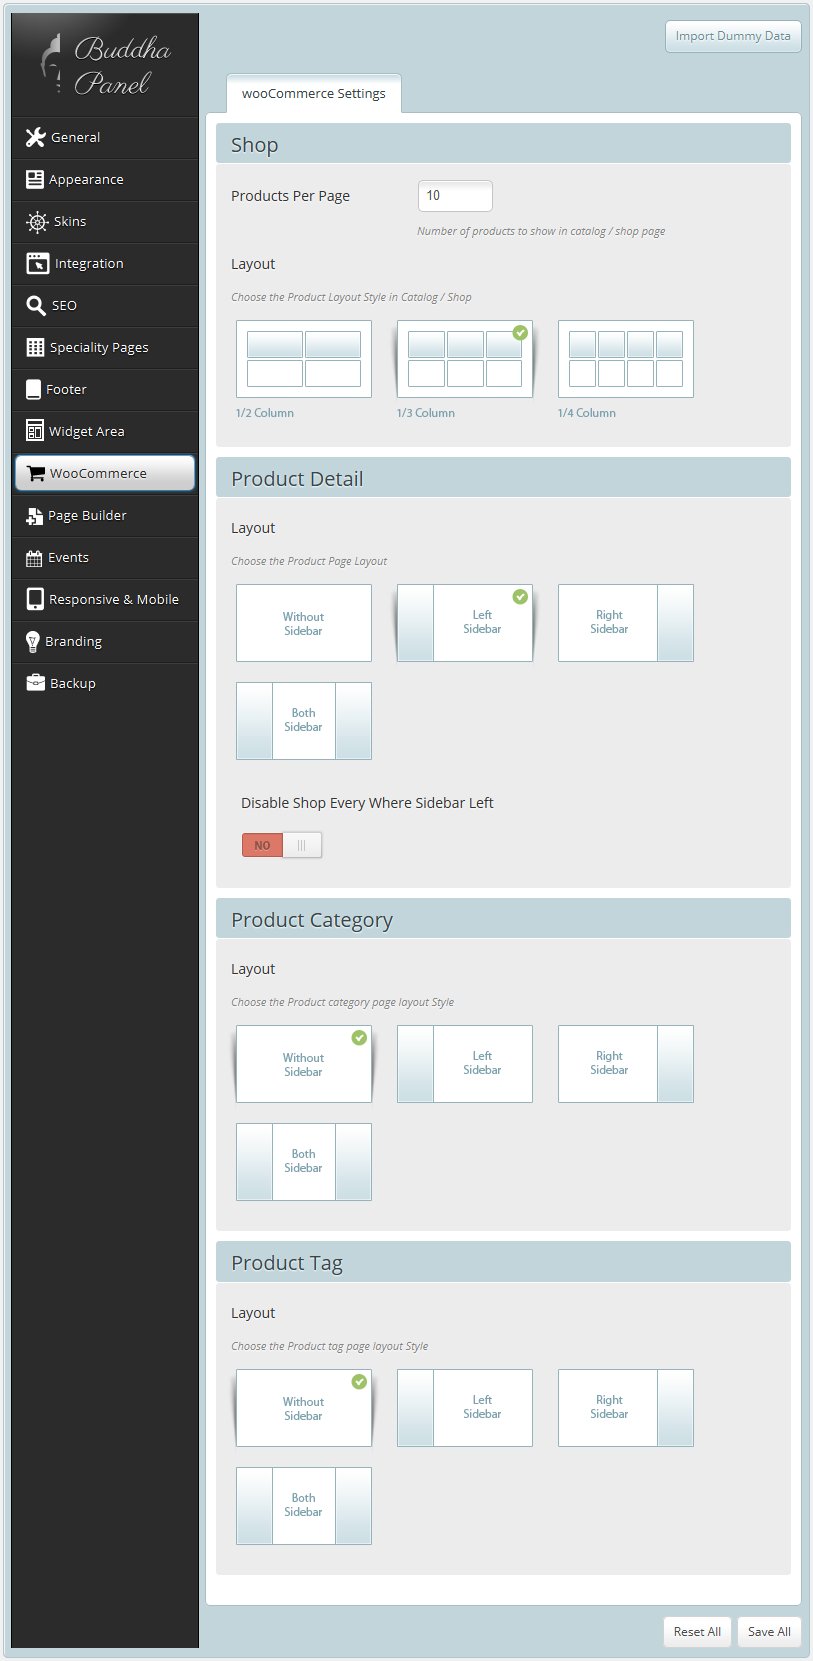 Buddha
Panel
Import Dummy Data
General
Appearance
Skins
Integration
SEO
Speciality Pages
Footer
Widget Area
WooCommerce
Page Builder
Events
Responsive & Mobile
Branding
Backup
wooCommerce Settings
Shop
Products Per Page
10
Number of products to show in catalog / shop page
Layout
Choose the Product Layout Style in Catalog / Shop
1/2 Column
1/3 Column
1/4 Column
Product Detail
Layout
Choose the Product Page Layout
Without
Sidebar
Left
Sidebar
Right
Sidebar
Both
Sidebar
Disable Shop Every Where Sidebar Left
NO
Product Category
Layout
Choose the Product category page layout Style
Without
Sidebar
Left
Sidebar
Right
Sidebar
Both
Sidebar
Product Tag
Layout
Choose the Product tag page layout Style
Without
Sidebar
Left
Sidebar
Right
Sidebar
Both
Sidebar
Reset All
Save All